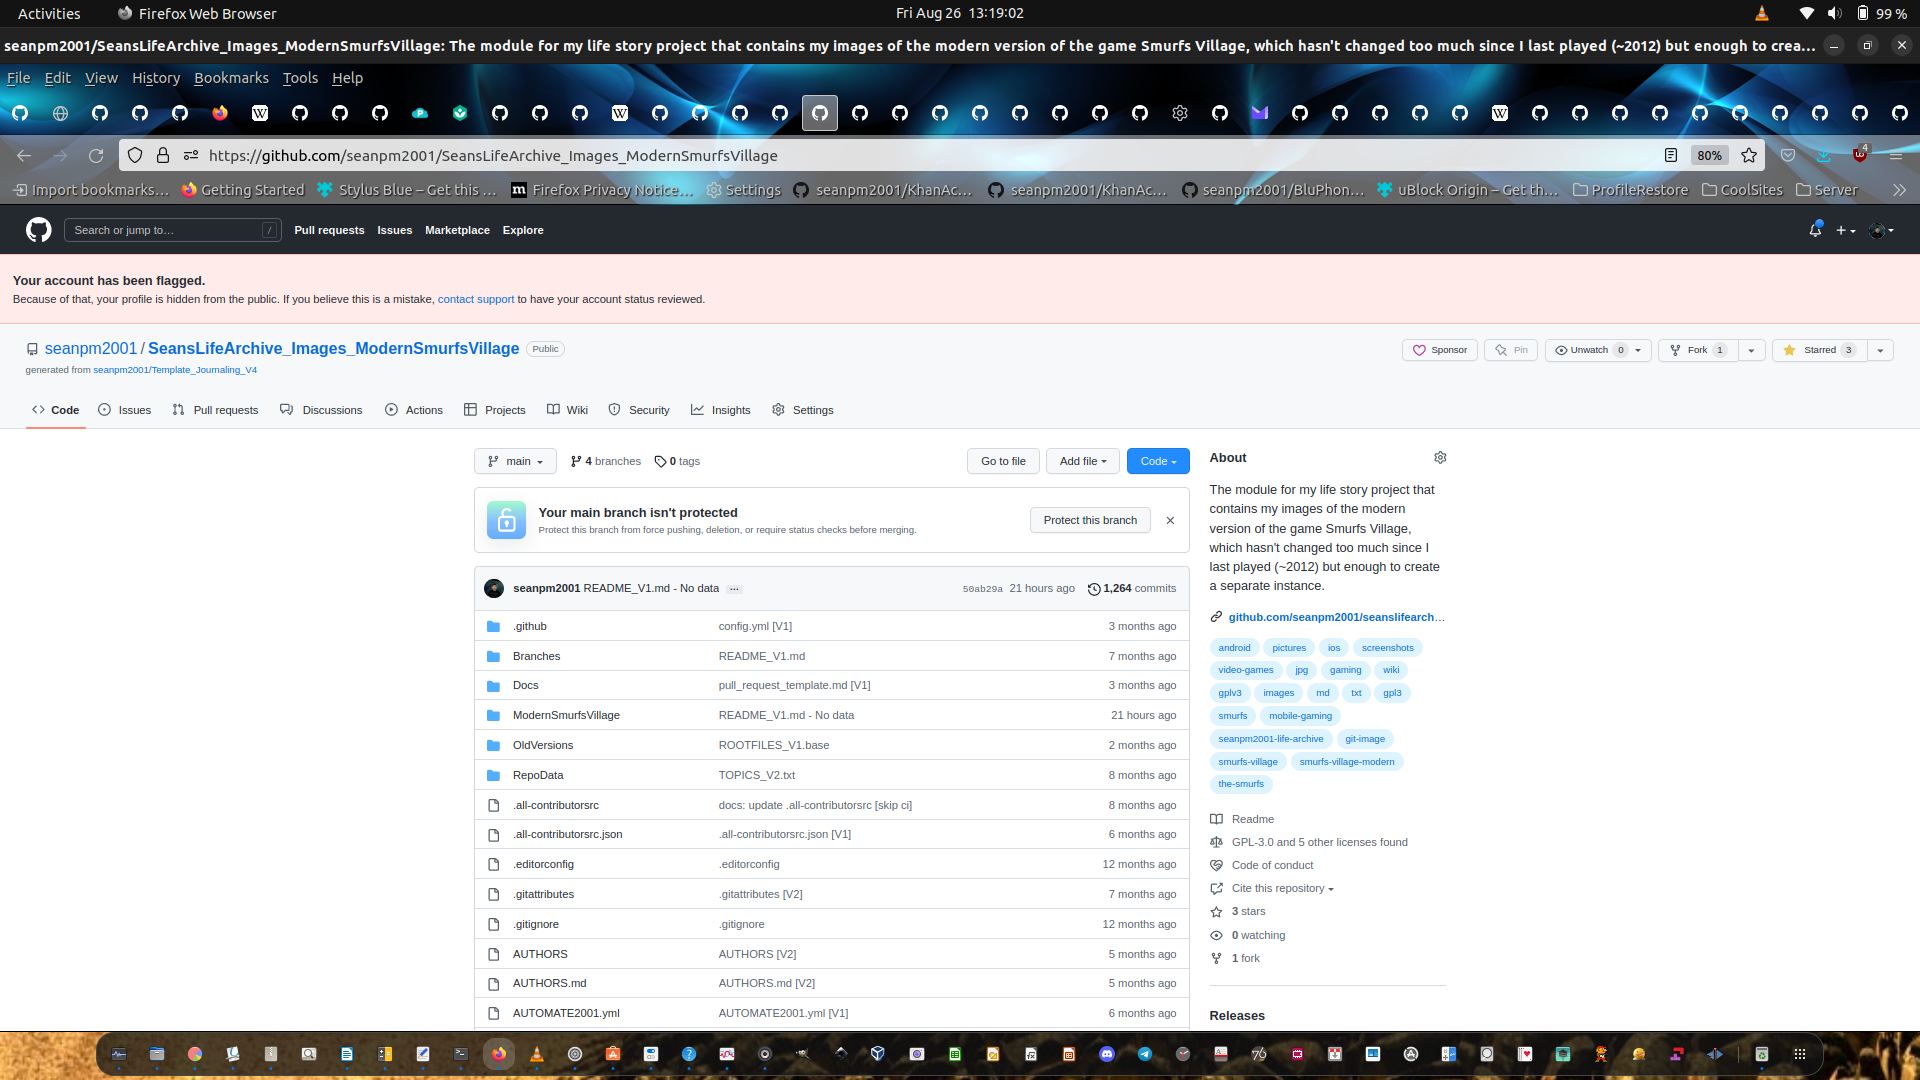 Activities
Firefox Web Browser
Fri Aug 26 13:19:02
99 %
seanpm2001/SeansLifeArchive_Images_ModernSmurfsVillage: The module for my life story project that contains my images of the modern version of the game Smurfs Village, which hasn't changed too much since I last played (~2012) but enough to crea…
File Edit View History Bookmarks Tools Help
https://github.com/seanpm2001/SeansLifeArchive_Images_ModernSmurfsVillage
80%
4
Import bookmarks… Getting Started Stylus Blue – Get this … Firefox Privacy Notice… Settings seanpm2001/KhanAc… seanpm2001/KhanAc… seanpm2001/BluPhon… uBlock Origin – Get th… ProfileRestore CoolSites Server
Search or jump to…
/
Pull requests Issues Marketplace Explore
Your account has been flagged.
Because of that, your profile is hidden from the public. If you believe this is a mistake, contact support to have your account status reviewed.
seanpm2001 / SeansLifeArchive_Images_ModernSmurfsVillage Public
generated from seanpm2001/Template_Journaling_V4
Sponsor Pin Unwatch 0 Fork 1 Starred 3
Code Issues Pull requests Discussions Actions Projects Wiki Security Insights Settings
main 4 branches 0 tags
Go to file Add file Code
Your main branch isn't protected
Protect this branch from force pushing, deletion, or require status checks before merging.
Protect this branch
seanpm2001 README_V1.md - No data … 50ab29a 21 hours ago 1,264 commits
.github config.yml [V1] 3 months ago
Branches README_V1.md 7 months ago
Docs pull_request_template.md [V1] 3 months ago
ModernSmurfsVillage README_V1.md - No data 21 hours ago
OldVersions ROOTFILES_V1.base 2 months ago
RepoData TOPICS_V2.txt 8 months ago
.all-contributorsrc docs: update .all-contributorsrc [skip ci] 8 months ago
.all-contributorsrc.json .all-contributorsrc.json [V1] 6 months ago
.editorconfig .editorconfig 12 months ago
.gitattributes .gitattributes [V2] 7 months ago
.gitignore .gitignore 12 months ago
AUTHORS AUTHORS [V2] 5 months ago
AUTHORS.md AUTHORS.md [V2] 5 months ago
AUTOMATE2001.yml AUTOMATE2001.yml [V1] 6 months ago
About
The module for my life story project that
contains my images of the modern
version of the game Smurfs Village,
which hasn't changed too much since I
last played (~2012) but enough to create
a separate instance.
github.com/seanpm2001/seanslifearch…
android pictures ios screenshots
video-games jpg gaming wiki
gplv3 images md txt gpl3
smurfs mobile-gaming
seanpm2001-life-archive git-image
smurfs-village smurfs-village-modern
the-smurfs
Readme
GPL-3.0 and 5 other licenses found
Code of conduct
Cite this repository
3 stars
0 watching
1 fork
Releases